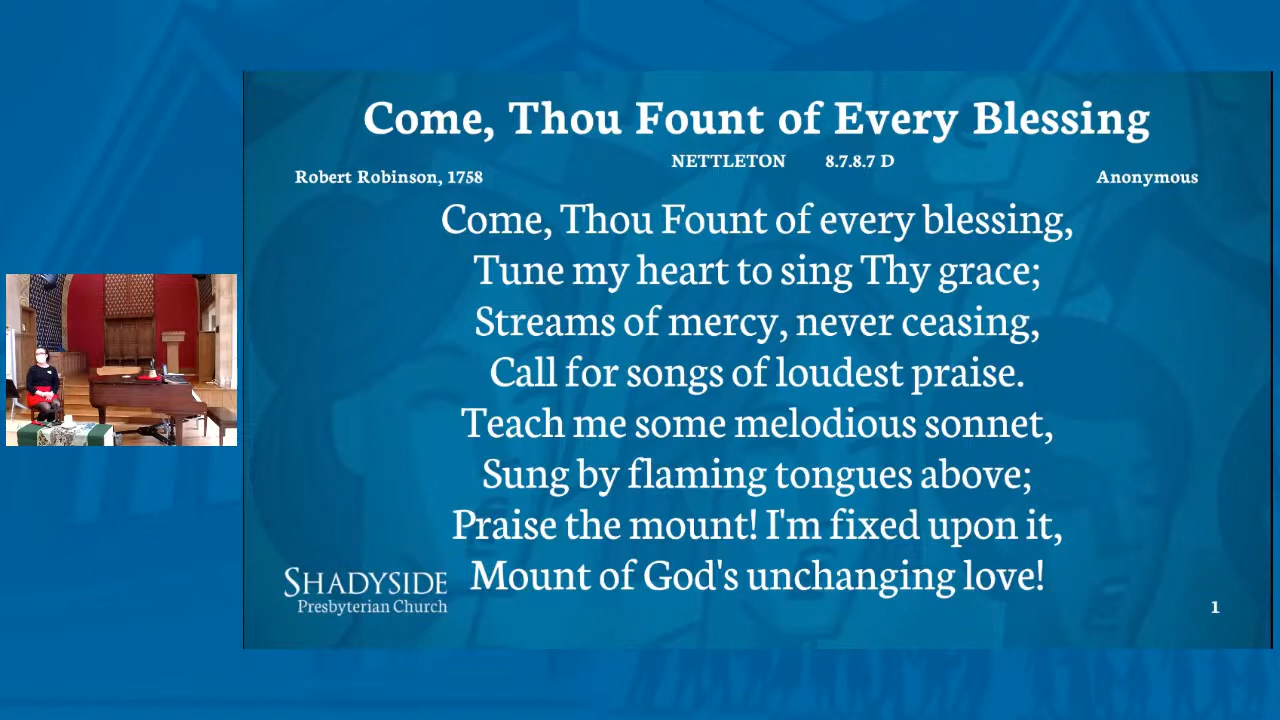 Come, Thou Fount of Every Blessing
NETTLETON 8.7.8.7 D
Robert Robinson, 1758
Anonymous
Come, Thou Fount of every blessing,
Tune my heart to sing Thy grace;
Streams of mercy, never ceasing,
Call for songs of loudest praise.
Teach me some melodious sonnet,
Sung by flaming tongues above;
Praise the mount! I'm fixed upon it,
Mount of God's unchanging love!
SHADYSIDE
Presbyterian Church
1